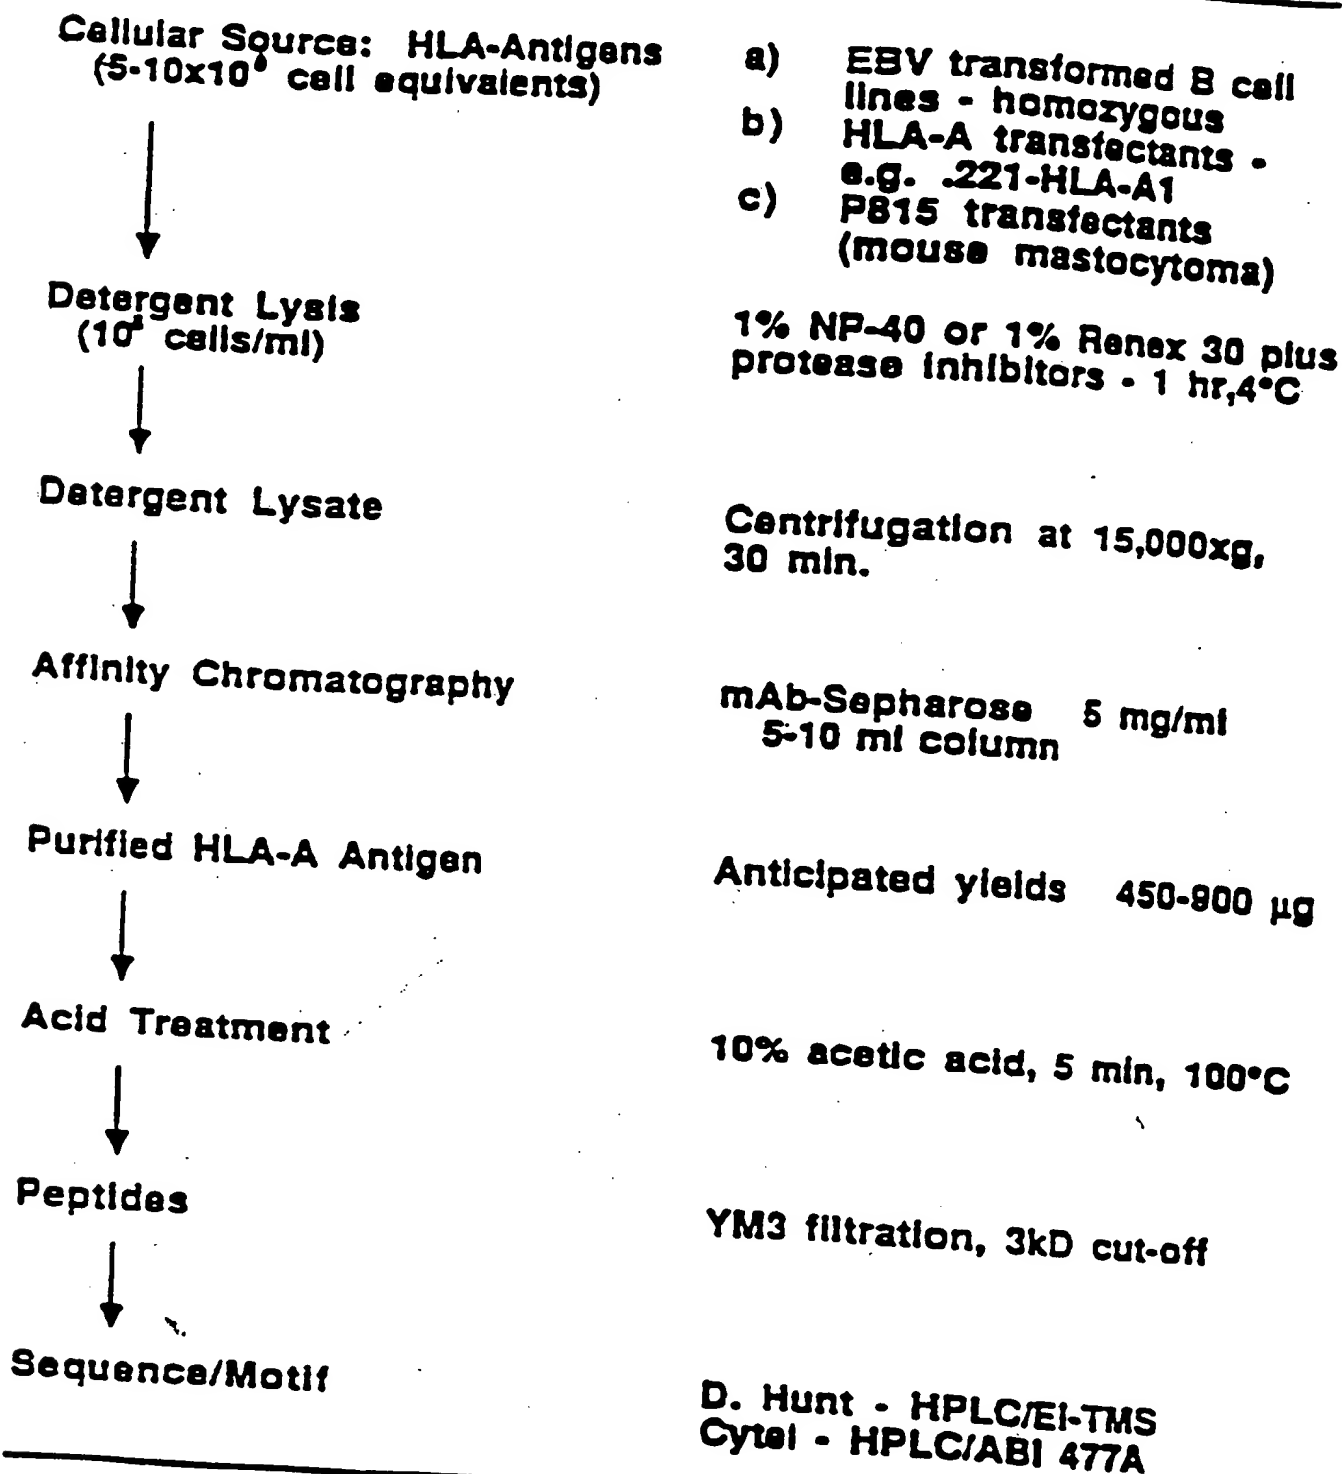 Cellular Source: HLA-Antigens
cell equivalents)
a) EBV transformed B cell
lines - homozygous
b) HLA-A transfectants -
e.g. .221-HLA-A1
c) P815 transfectants
(mouse mastocytoma)
Detergent Lysis
cells/ml)
1% NP-40 or 1% Renex 30 plus
protease inhibitors - 1 hr,4°C
Detergent Lysate
Centrifugation at 15,000xg,
30 min.
Affinity Chromatography
mAb-Sepharose 5 mg/ml
5-10 ml column
Purified HLA-A Antigen
Anticipated yields 450-900 µg
Acid Treatment
10% acetic acid, 5 min, 100°C
Peptides
YM3 filtration, 3kD cut-off
Sequence/Motif
D. Hunt - HPLC/EI-TMS
Cytel - HPLC/ABI 477A